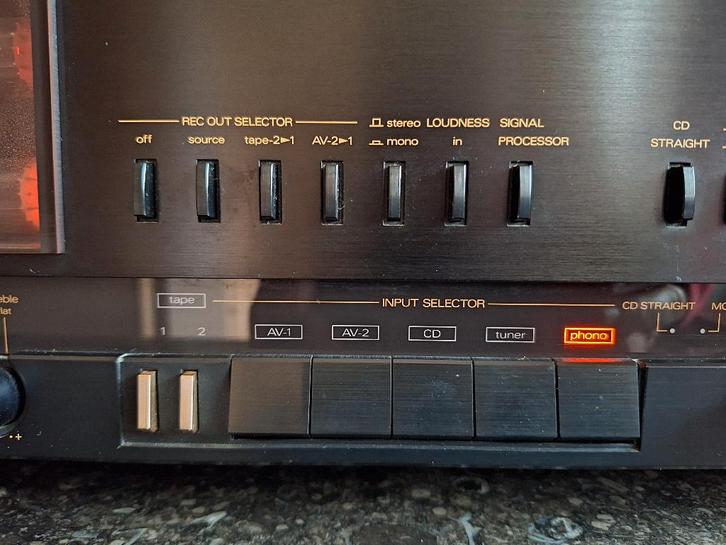 REC OUT SELECTOR
stereo LOUDNESS SIGNAL
CD
off source tape-2►1 AV-2►1 mono in PROCESSOR STRAIGHT
eble
flat
tape INPUT SELECTOR CD STRAIGHT MO
1 2 AV-1 AV-2 CD tuner phono
+